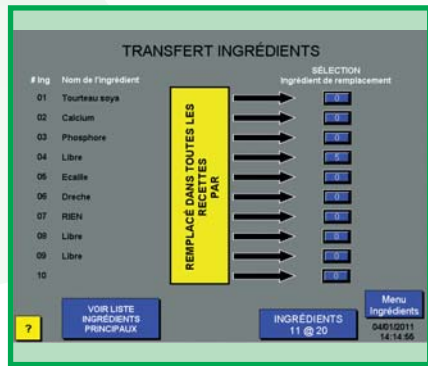 TRANSFERT INGRÉDIENTS
SÉLECTION
# Ing Nom de l'ingrédient Ingrédient de remplacement
01 Tourteau soya 0
02 Calcium 0
03 Phosphore 0
04 Libre 5
05 Ecaille 0
06 Dreche 0
07 RIEN 0
08 Libre 0
09 Libre 0
10 0
REMPLACÉ DANS TOUTES LES
RECETTES
PAR
VOIR LISTE
INGRÉDIENTS
PRINCIPAUX
INGRÉDIENTS
11 @ 20
Menu
Ingrédients
?
04/01/2011
14:14:56